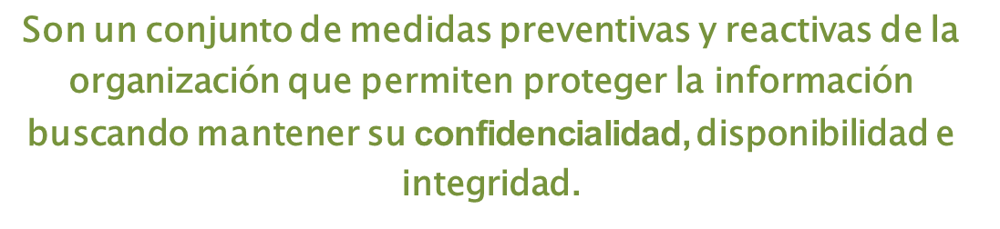 Son un conjunto de medidas preventivas y reactivas de la
organización que permiten proteger la información
buscando mantener su confidencialidad, disponibilidad e
integridad.